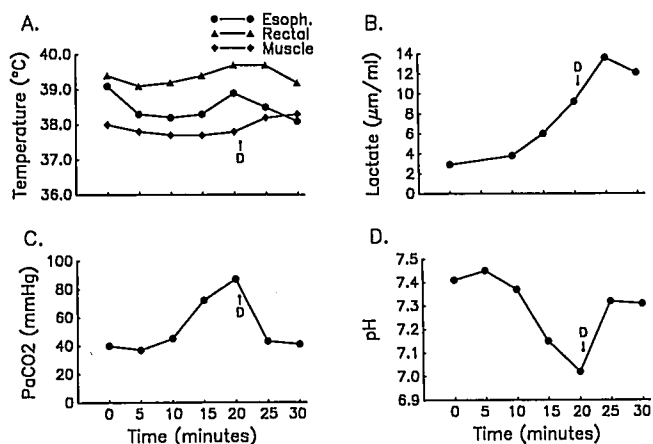 A.
Esoph.
Rectal
Muscle
Temperature (°C)
40.0
39.0
38.0
37.0
36.0
D
B.
Lactate (μm/ml)
14
12
10
8
6
4
2
0
D
C.
PaCO2 (mmHg)
100
80
60
40
20
0
D
0 5 10 15 20 25 30
Time (minutes)
D.
pH
7.5
7.4
7.3
7.2
7.1
7.0
6.9
D
0 5 10 15 20 25 30
Time (minutes)